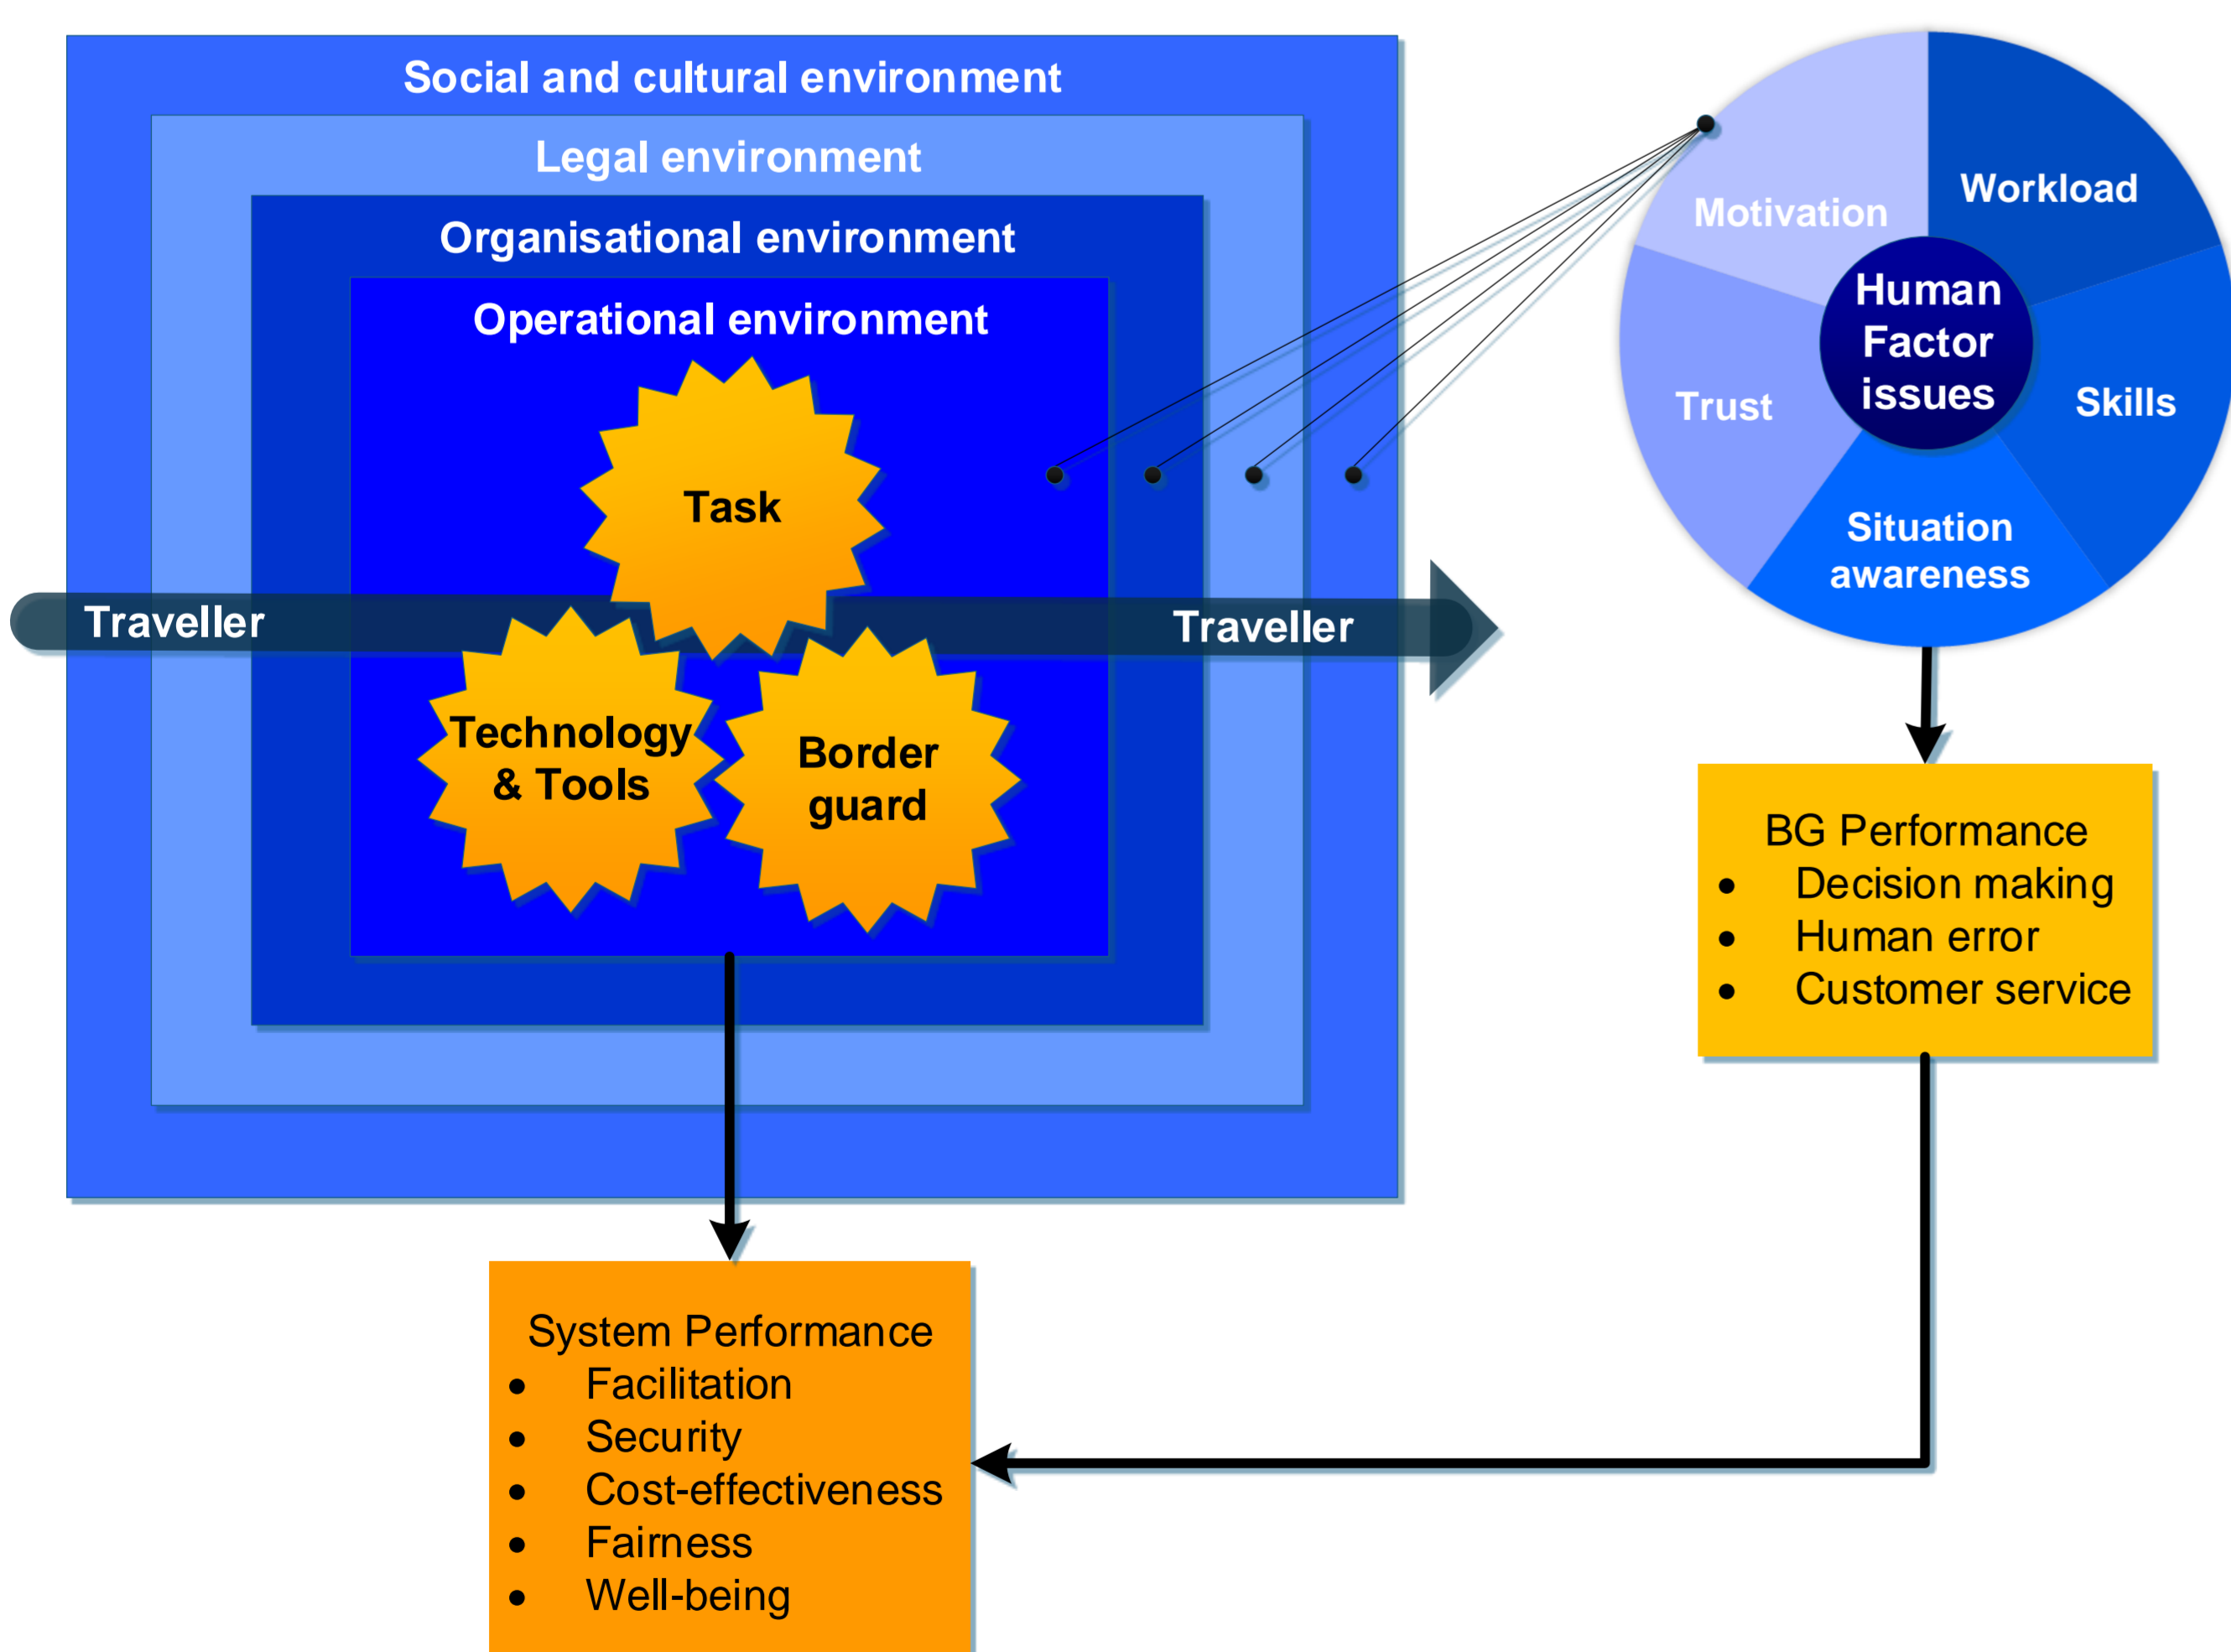 Social and cultural environment
Legal environment
Organisational environment
Operational environment
Task
Traveller
Traveller
Technology
& Tools
Border
guard
Motivation
Workload
Human
Factor
issues
Trust
Skills
Situation
awareness
BG Performance
• Decision making
• Human error
• Customer service
System Performance
• Facilitation
• Security
• Cost-effectiveness
• Fairness
• Well-being